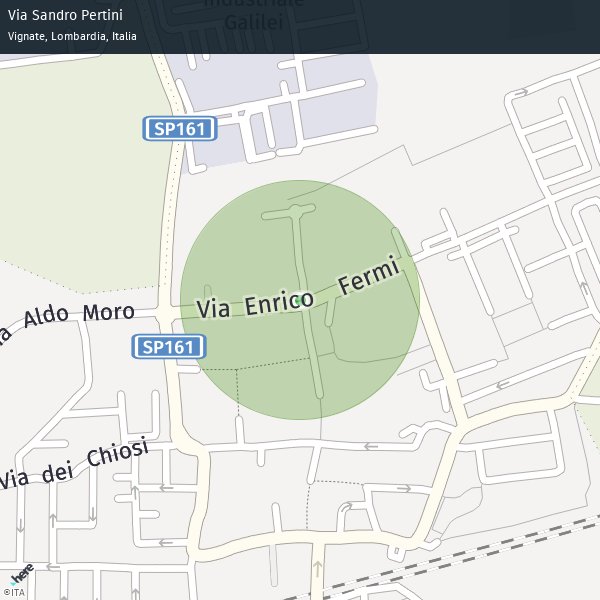 Via Sandro Pertini
Vignate, Lombardia, Italia
Industriale
Galilei
SP161
Via Enrico Fermi
Aldo Moro
SP161
Via dei Chiosi
here
©ITA